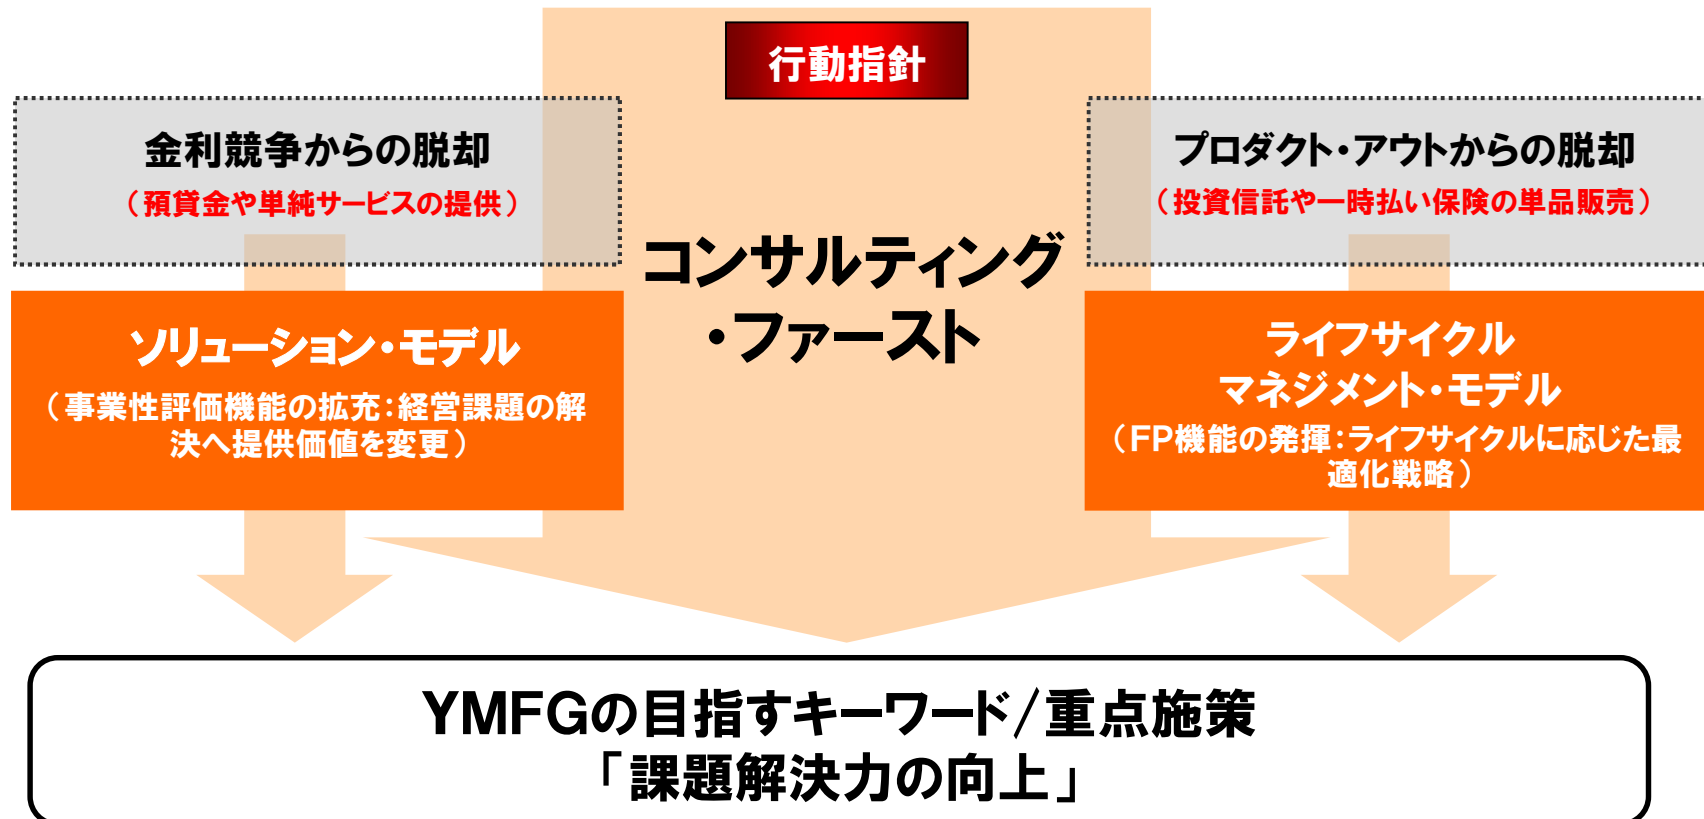 行動指針
金利競争からの脱却
（預貸金や単純サービスの提供）
プロダクト・アウトからの脱却
（投資信託や一時払い保険の単品販売）
コンサルティング
・ファースト
ソリューション・モデル
（事業性評価機能の拡充：経営課題の解
決へ提供価値を変更）
ライフサイクル
マネジメント・モデル
（FP機能の発揮：ライフサイクルに応じた最
適化戦略）
YMFGの目指すキーワード/重点施策
「課題解決力の向上」